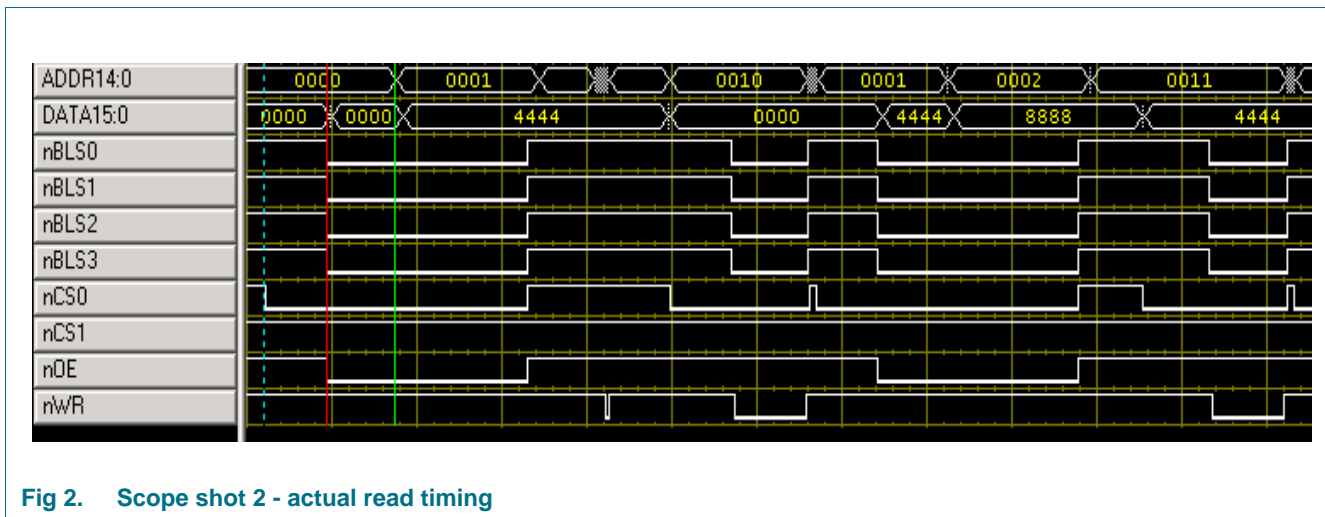 ADDR14:0 0000 0001 0010 0001 0002 0011
DATA15:0 0000 0000 4444 0000 4444 8888 4444
nBLS0
nBLS1
nBLS2
nBLS3
nCS0
nCS1
nOE
nWR
Fig 2. Scope shot 2 - actual read timing